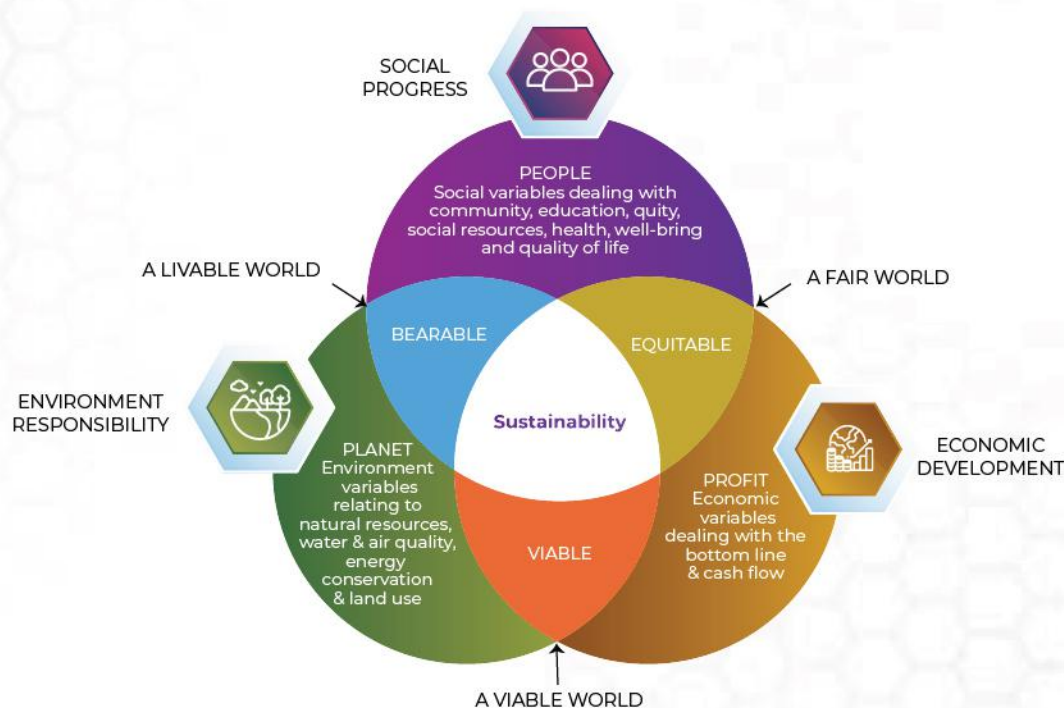 SOCIAL
PROGRESS
PEOPLE
Social variables dealing with
community, education, quity,
social resources, health, well-bring
and quality of life
A LIVABLE WORLD
A FAIR WORLD
BEARABLE
EQUITABLE
ENVIRONMENT
RESPONSIBILITY
Sustainability
ECONOMIC
DEVELOPMENT
PLANET
Environment
variables
relating to
natural resources,
water & air quality,
energy
conservation
& land use
PROFIT
Economic
variables
dealing with the
bottom line
& cash flow
VIABLE
A VIABLE WORLD